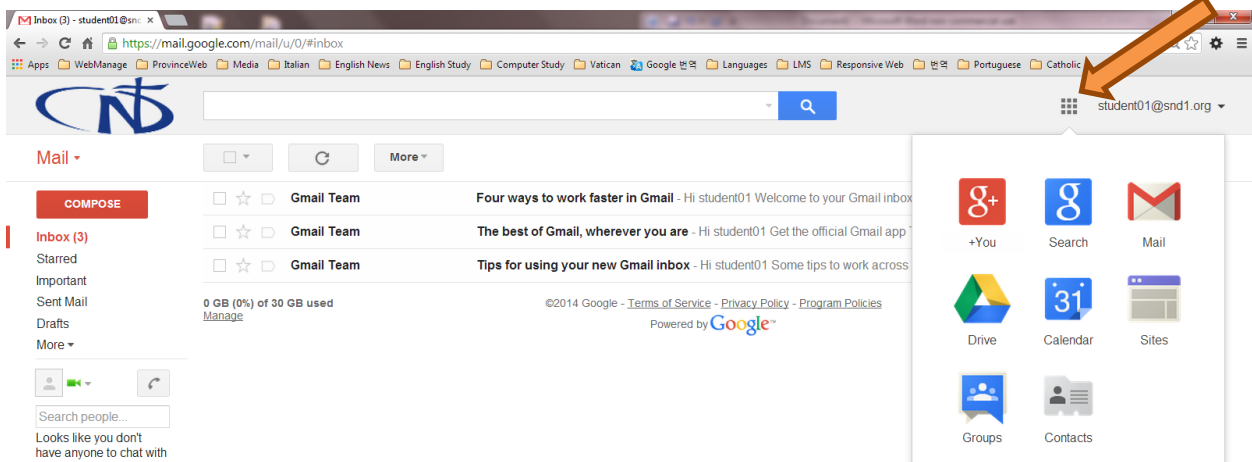 Inbox (3) - student01@snd
https://mail.google.com/mail/u/0/#inbox
Apps WebManage ProvinceWeb Media Italian English News English Study Computer Study Vatican Google 번역 Languages LMS Responsive Web 번역 Portuguese Catholic
CND
student01@snd1.org
Mail
More
COMPOSE
Gmail Team Four ways to work faster in Gmail - Hi student01 Welcome to your Gmail inbox
Inbox (3)
Gmail Team The best of Gmail, wherever you are - Hi student01 Get the official Gmail app
Starred
Gmail Team Tips for using your new Gmail inbox - Hi student01 Some tips to work across
Important
Sent Mail
0 GB (0%) of 30 GB used
Manage
©2014 Google - Terms of Service - Privacy Policy - Program Policies
Powered by Google™
Drafts
More
Search people...
Looks like you don't
have anyone to chat with
g+ g
+You Search Mail
31
Drive Calendar Sites
Groups Contacts